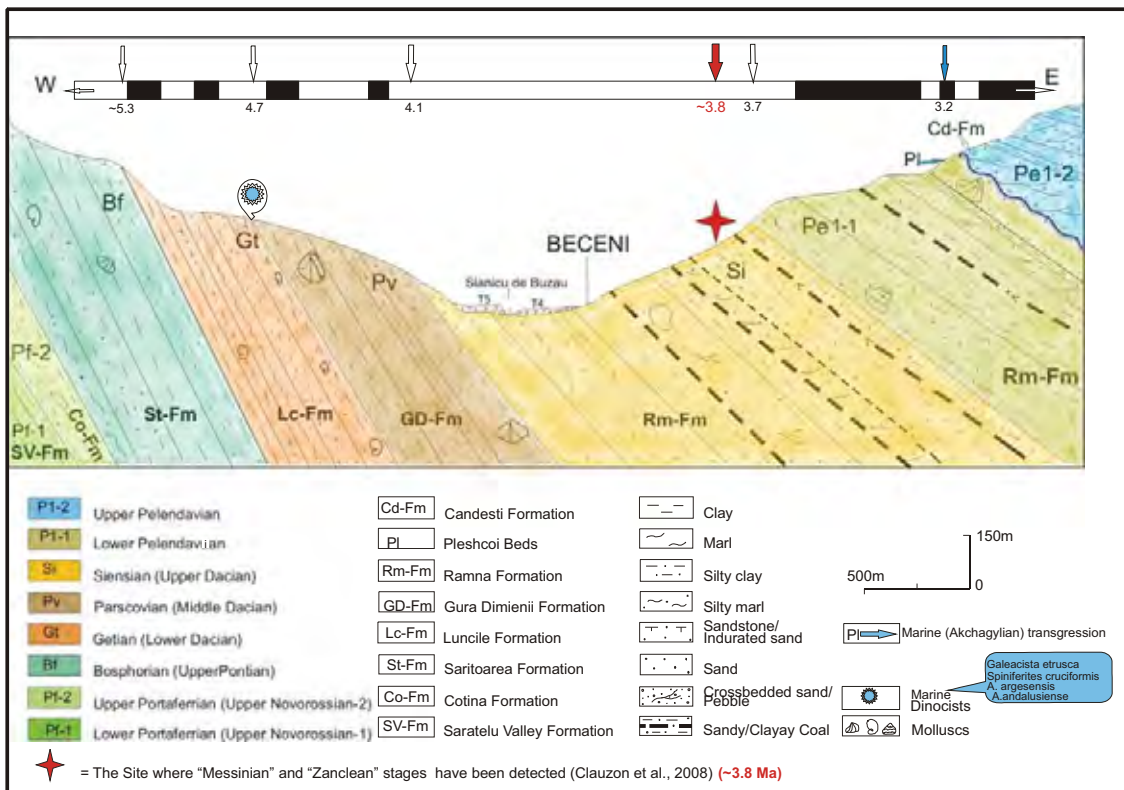 W
E
~5.3
4.7
4.1
~3.8
3.7
3.2
Cd-Fm
Pl
Pe1-2
Bf
Gt
BECENI
Pe1-1
Si
Pv
Slanicu de Buzau
T5
T4
Pf-2
Pf-1
SV-Fm
Co-Fm
St-Fm
Lc-Fm
GD-Fm
Rm-Fm
Rm-Fm
P1-2 Upper Pelendavian
P1-1 Lower Pelendavian
Si Siensian (Upper Dacian)
Pv Parscovian (Middle Dacian)
Gt Getian (Lower Dacian)
Bf Bosphorian (UpperPontian)
Pf-2 Upper Portaferrian (Upper Novorossian-2)
Pf-1 Lower Portaferrian (Upper Novorossian-1)
Cd-Fm Candesti Formation
Pl Pleshcoi Beds
Rm-Fm Ramna Formation
GD-Fm Gura Dimienii Formation
Lc-Fm Luncile Formation
St-Fm Saritoarea Formation
Co-Fm Cotina Formation
SV-Fm Saratelu Valley Formation
Clay
Marl
Silty clay
Silty marl
Sandstone/
Indurated sand
Sand
Crossbedded sand/
Pebble
Sandy/Clayay Coal
150m
500m
0
Pl Marine (Akchagylian) transgression
Galeacista etrusca
Spiniferites cruciformis
A. argesensis
A.andalusiense
Marine
Dinocists
Molluscs
= The Site where “Messinian” and “Zanclean” stages have been detected (Clauzon et al., 2008) (~3.8 Ma)